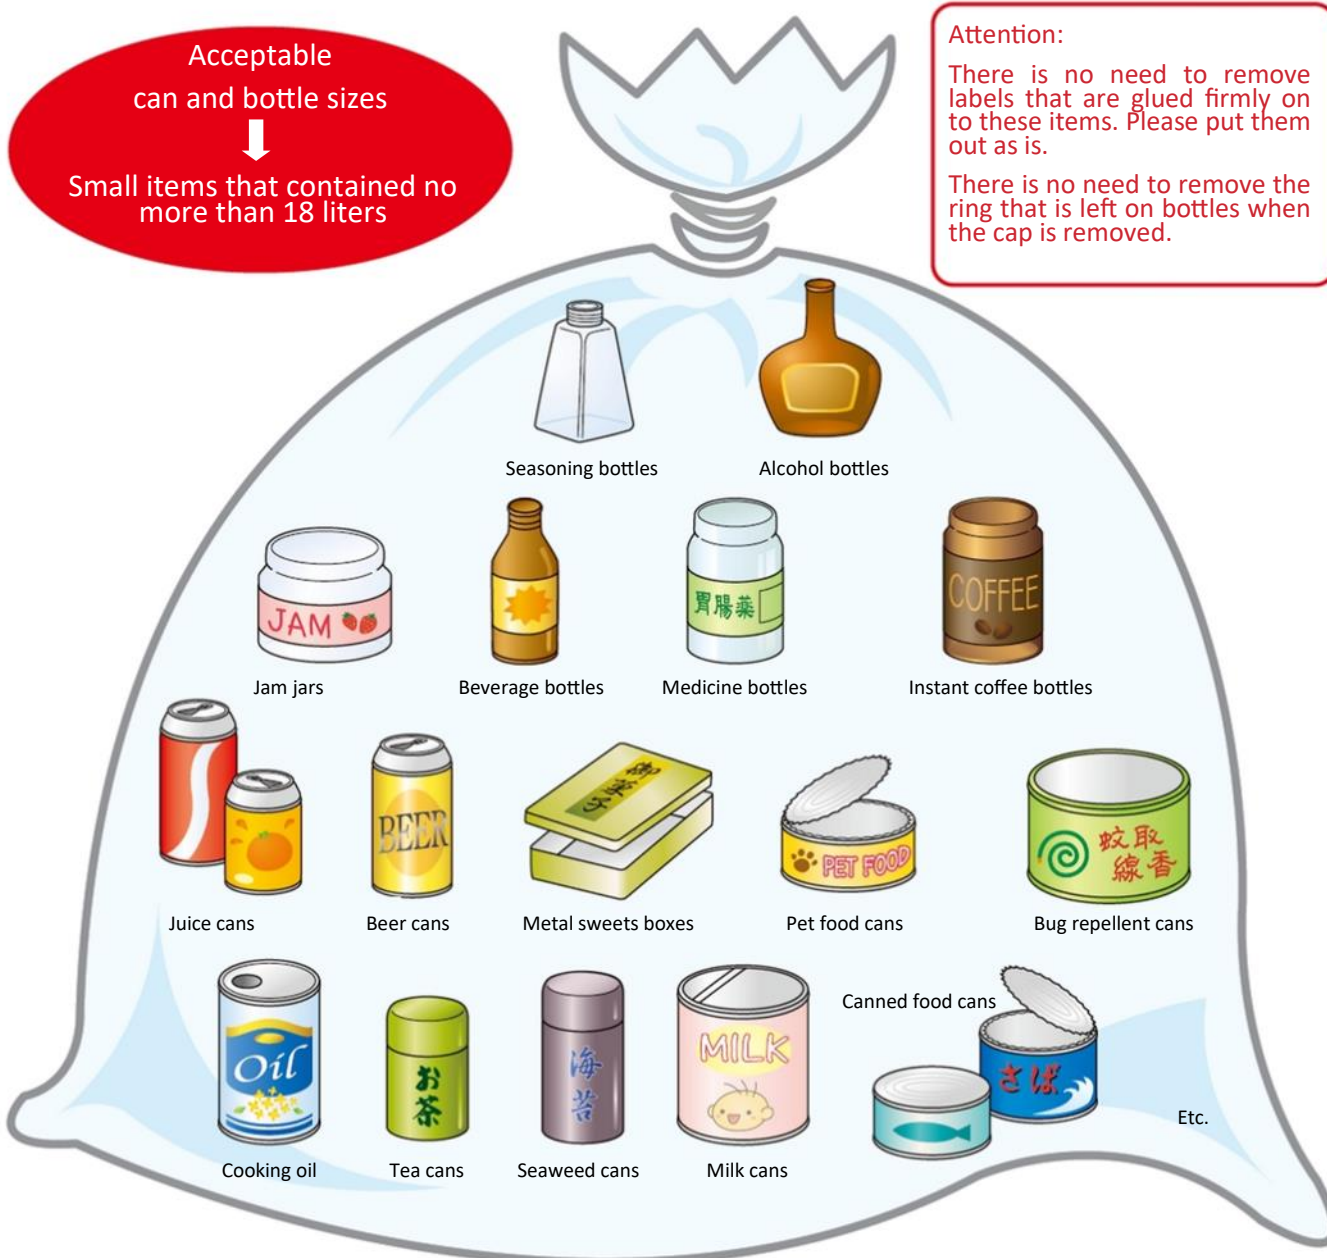 Acceptable
can and bottle sizes
Small items that contained no
more than 18 liters
Attention:
There is no need to remove
labels that are glued firmly on
to these items. Please put them
out as is.
There is no need to remove the
ring that is left on bottles when
the cap is removed.
Seasoning bottles
Alcohol bottles
JAM
胃腸薬
COFFEE
Jam jars
Beverage bottles
Medicine bottles
Instant coffee bottles
BEER
御菓子
PET FOOD
蚊取
線香
Juice cans
Beer cans
Metal sweets boxes
Pet food cans
Bug repellent cans
Canned food cans
Oil
お茶
海苔
MILK
さば
Etc.
Cooking oil
Tea cans
Seaweed cans
Milk cans